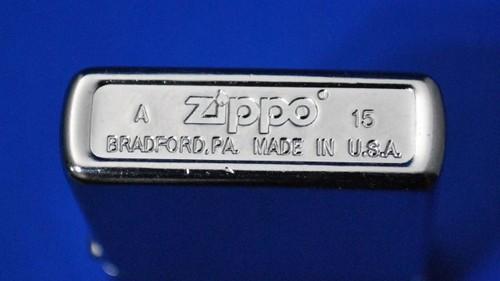 A Zippo 15
BRADFORD, PA. MADE IN U.S.A.